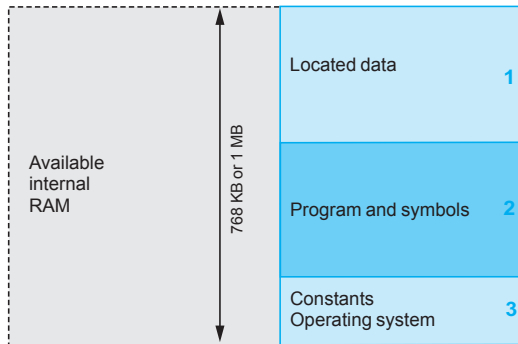 Available
internal
RAM
768 KB or 1 MB
Located data
1
Program and symbols
2
Constants
Operating system
3